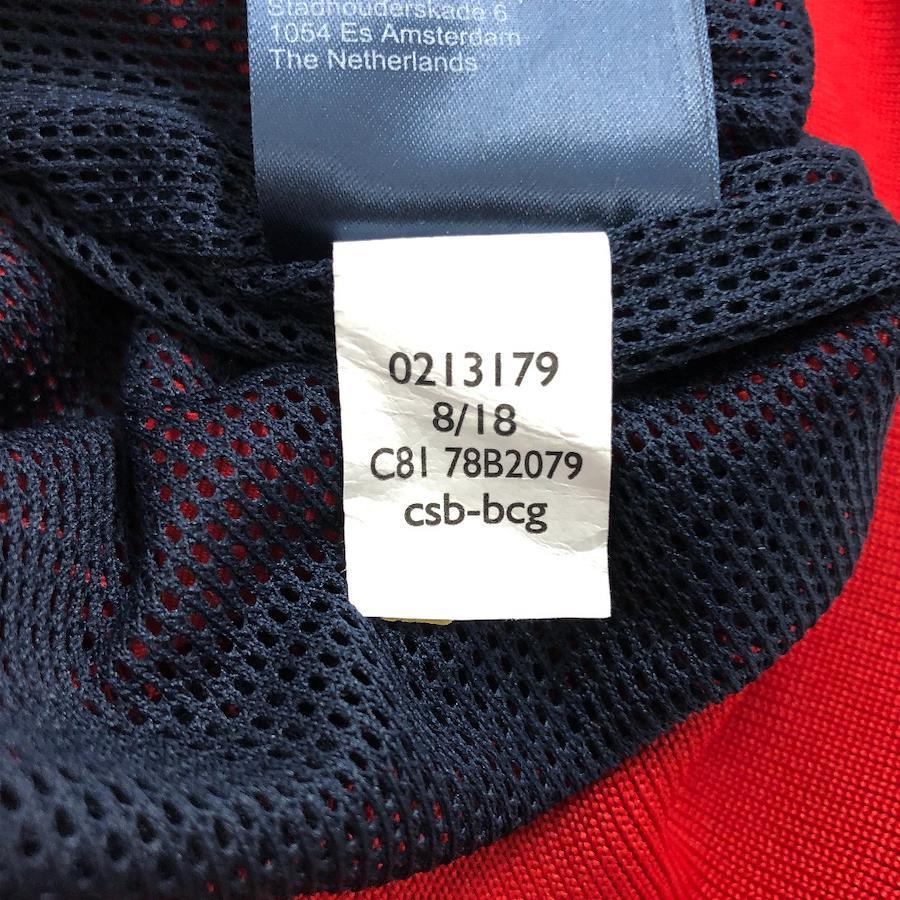 Stadhouderskade 6
1054 Es Amsterdam
The Netherlands
0213179
8/18
C81 78B2079
csb-bcg